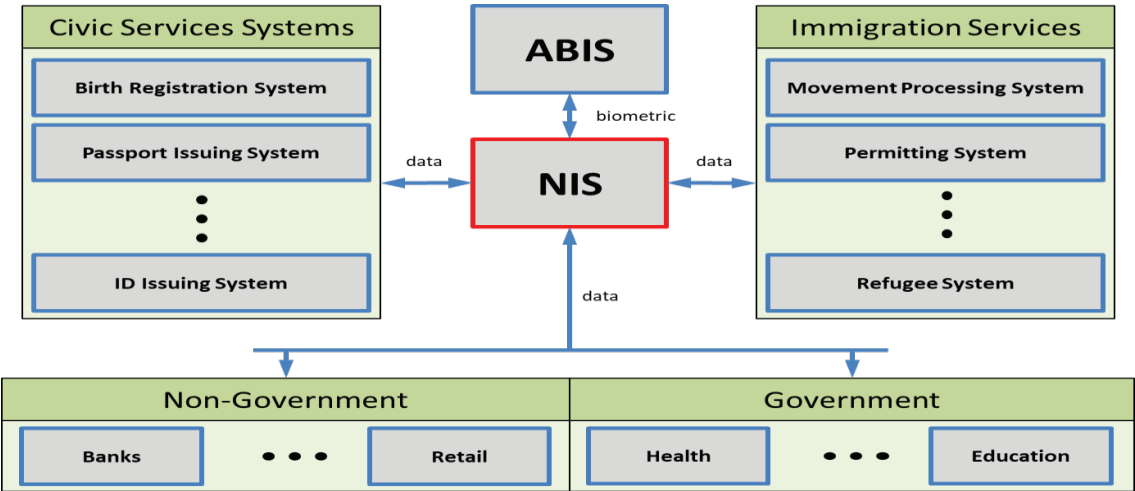 Civic Services Systems
Birth Registration System
Passport Issuing System
ID Issuing System
ABIS
biometric
data
NIS
data
data
Immigration Services
Movement Processing System
Permitting System
Refugee System
Non-Government
Banks
Retail
Government
Health
Education